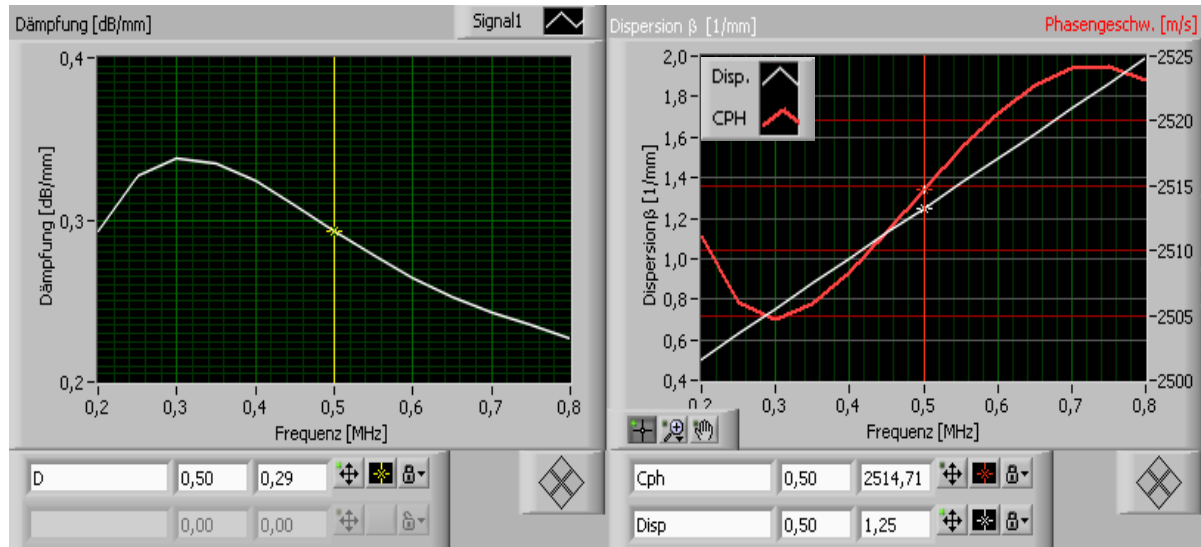 Dämpfung [dB/mm]
Signal1
Dämpfung [dB/mm]
0,4
0,3
0,2
0,2 0,3 0,4 0,5 0,6 0,7 0,8
Frequenz [MHz]
D 0,50 0,29
0,00 0,00
Dispersion β [1/mm]
Phasengeschw. [m/s]
Disp.
CPH
Dispersion β [1/mm]
2,0
1,8
1,6
1,4
1,2
1,0
0,8
0,6
0,4
2525
2520
2515
2510
2505
2500
0,2 0,3 0,4 0,5 0,6 0,7 0,8
Frequenz [MHz]
Cph 0,50 2514,71
Disp 0,50 1,25